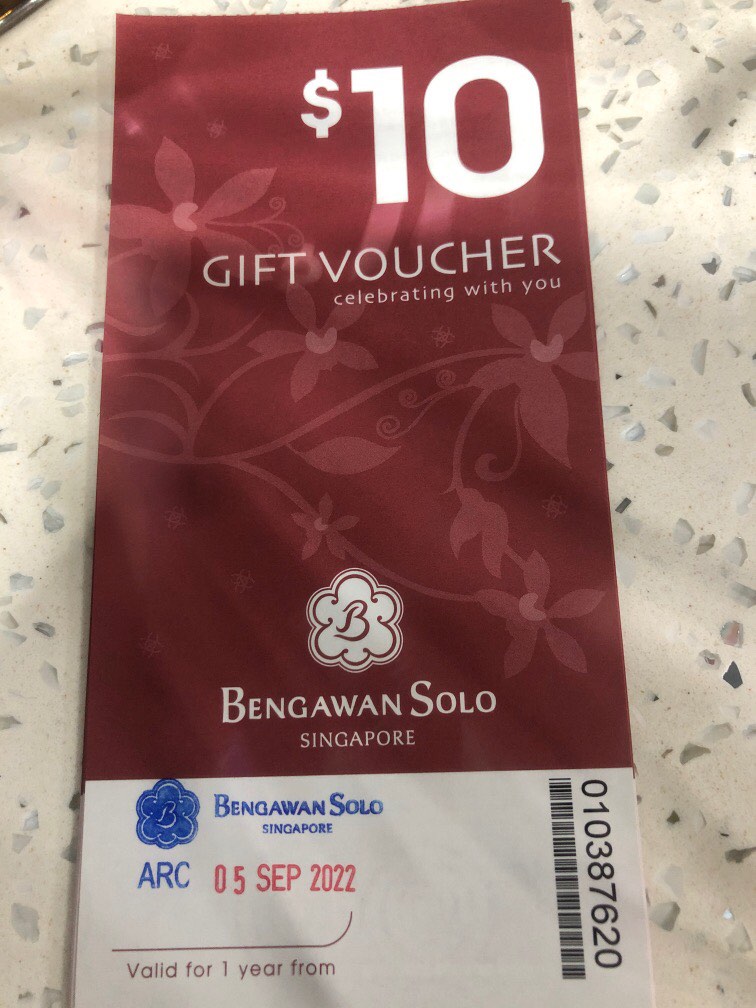 $10
GIFT VOUCHER
celebrating with you
B
BENGAWAN SOLO
SINGAPORE
B
BENGAWAN SOLO
SINGAPORE
ARC 05 SEP 2022
Valid for 1 year from
010387620